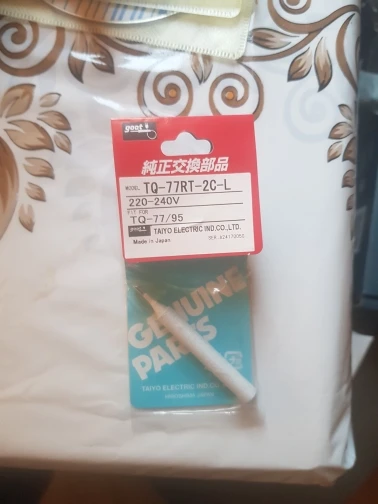 goot
純正交換部品
MODEL TQ-77RT-2C-L
220-240V
FIT FOR
TQ-77/95
goot TAIYO ELECTRIC IND.CO.,LTD.
Made in Japan
GENUINE
PARTS
TAIYO ELECTRIC IND.CO